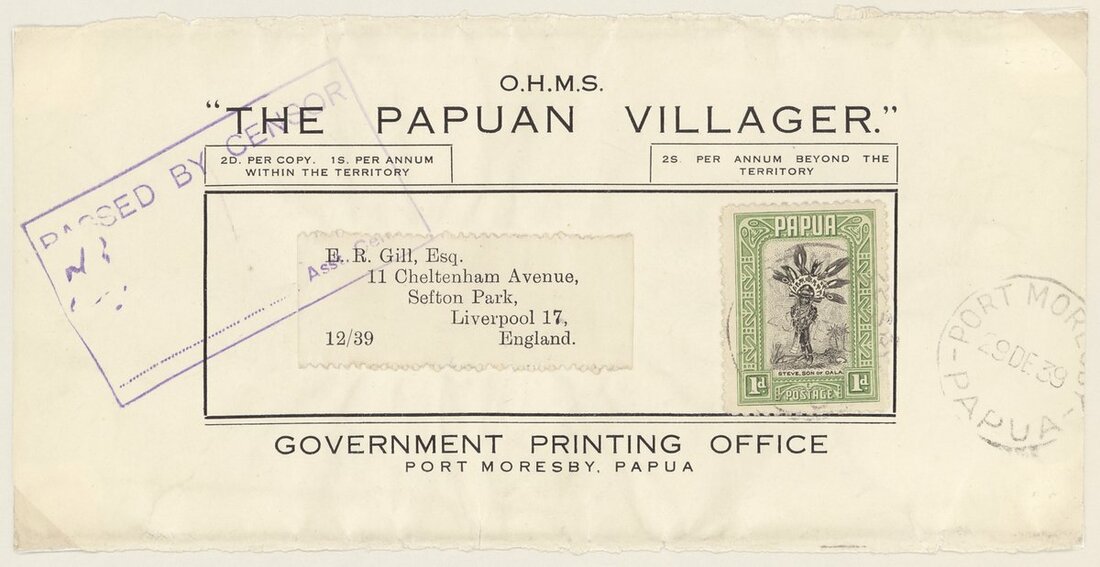 O.H.M.S.
"THE PAPUAN VILLAGER."
2D. PER COPY. 1S. PER ANNUM
WITHIN THE TERRITORY
2S. PER ANNUM BEYOND THE
TERRITORY
PASSED BY CENSOR
E. R. Gill, Esq.
11 Cheltenham Avenue,
Sefton Park,
Liverpool 17,
12/39 England.
PAPUA
STEVE, SON OF OALA.
1d POSTAGE 1d
PORT MORESBY
29 DE 39
-PAPUA-
GOVERNMENT PRINTING OFFICE
PORT MORESBY, PAPUA